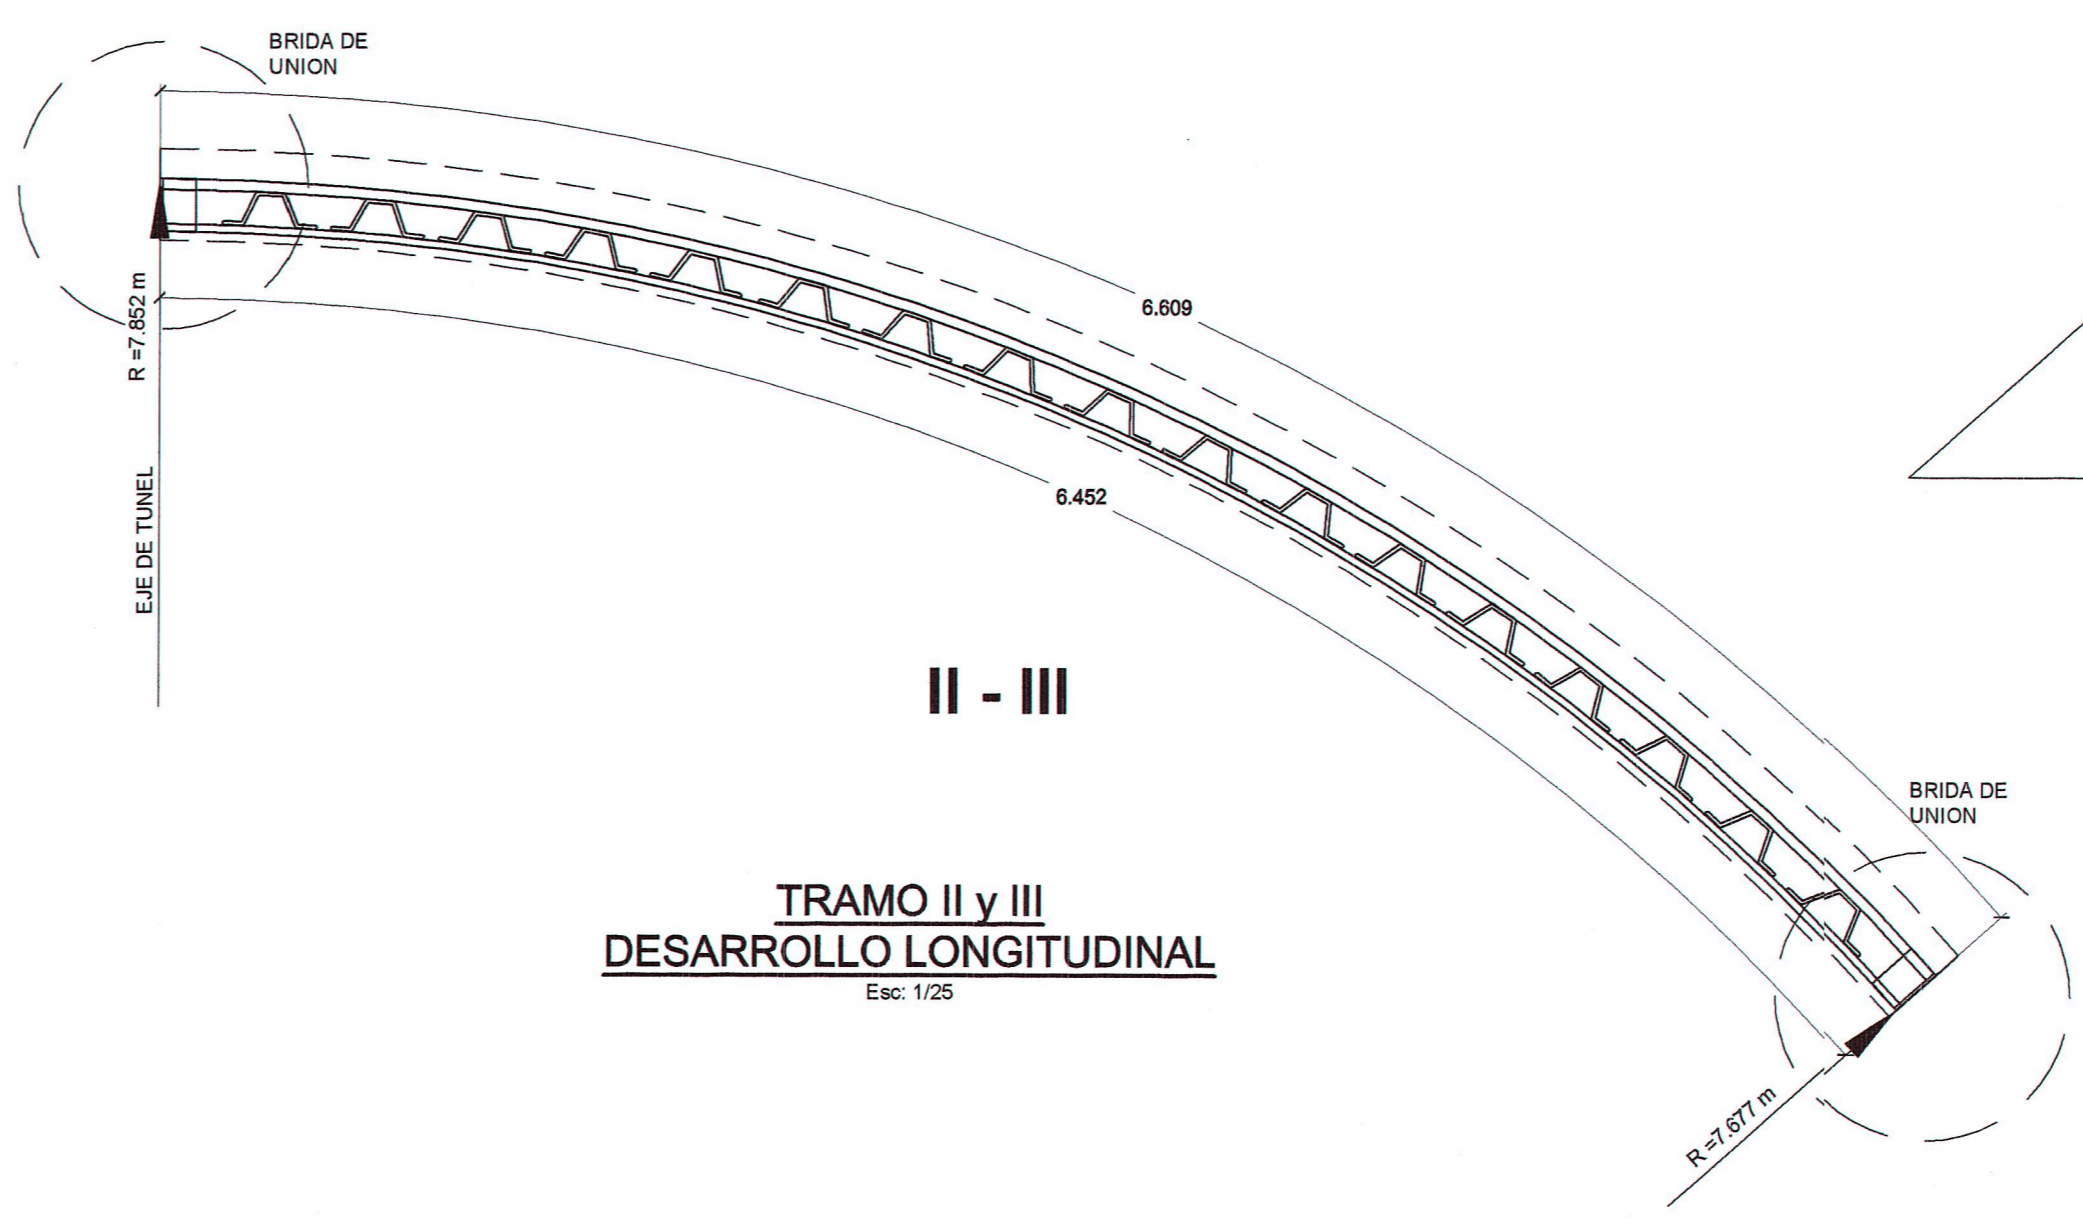 BRIDA DE
UNION
R =7.852 m
EJE DE TUNEL
6.609
6.452
II - III
BRIDA DE
UNION
TRAMO II y III
DESARROLLO LONGITUDINAL
Esc: 1/25
R =7.677 m